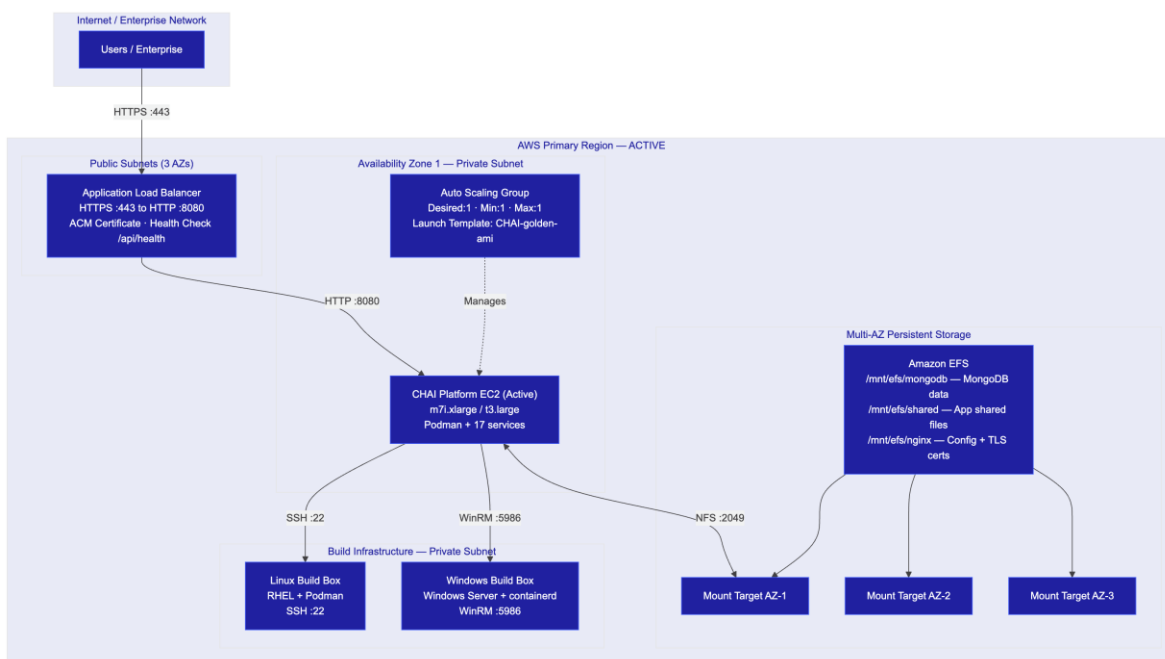 Internet / Enterprise Network
Users / Enterprise
HTTPS :443
AWS Primary Region — ACTIVE
Public Subnets (3 AZs)
Application Load Balancer
HTTPS :443 to HTTP :8080
ACM Certificate · Health Check
/api/health
Availability Zone 1 — Private Subnet
Auto Scaling Group
Desired:1 · Min:1 · Max:1
Launch Template: CHAI-golden-
ami
HTTP :8080
Manages
CHAI Platform EC2 (Active)
m7i.xlarge / t3.large
Podman + 17 services
Multi-AZ Persistent Storage
Amazon EFS
/mnt/efs/mongodb — MongoDB
data
/mnt/efs/shared — App shared
files
/mnt/efs/nginx — Config + TLS
certs
SSH :22
WinRM :5986
NFS :2049
Build Infrastructure — Private Subnet
Linux Build Box
RHEL + Podman
SSH :22
Windows Build Box
Windows Server + containerd
WinRM :5986
Mount Target AZ-1
Mount Target AZ-2
Mount Target AZ-3